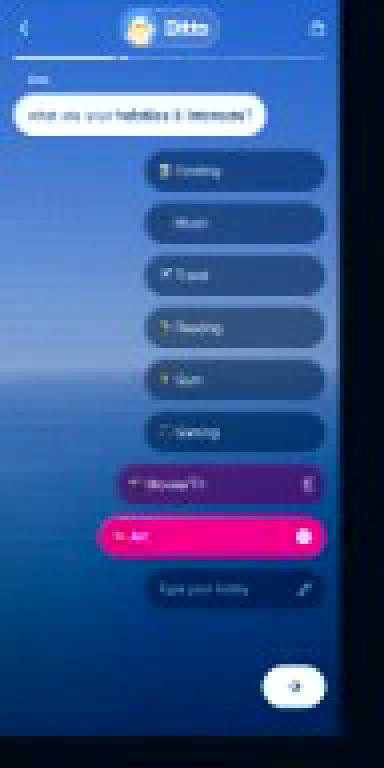 Ditto
what are your hobbies & interests?
Cooking
Music
Travel
Reading
Gym
Gaming
Movies/TV
Art
Type your hobby